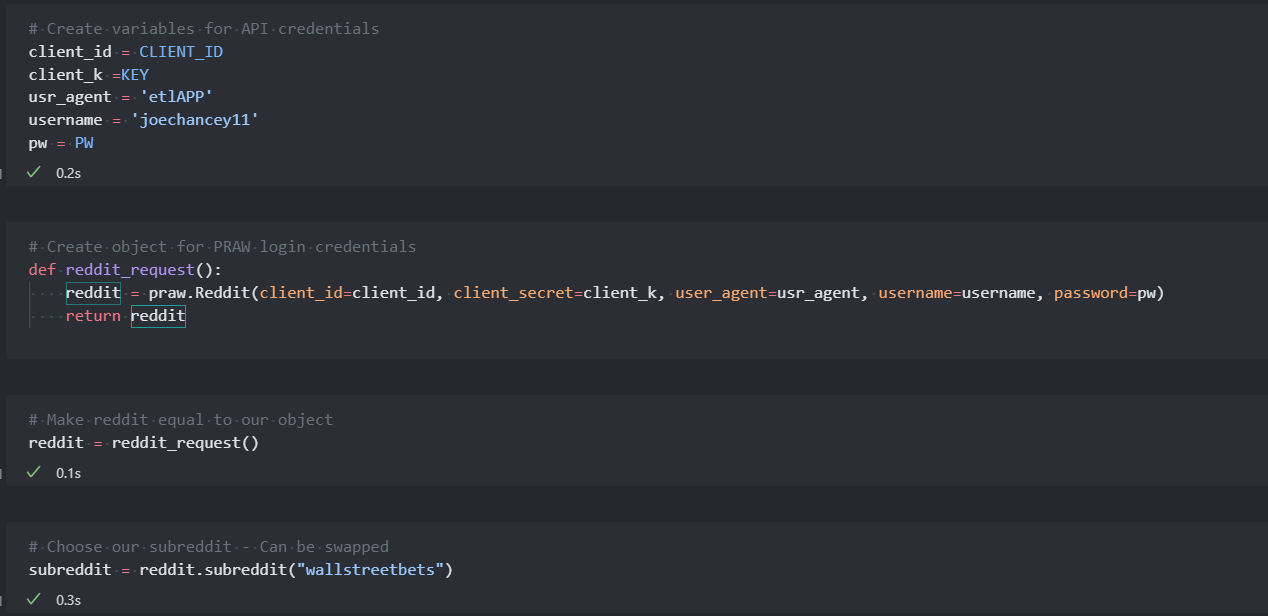 # Create variables for API credentials
client_id = CLIENT_ID
client_k =KEY
usr_agent = 'etlAPP'
username = 'joechancey11'
pw = PW
0.2s
# Create object for PRAW login credentials
def reddit_request():
    reddit = praw.Reddit(client_id=client_id, client_secret=client_k, user_agent=usr_agent, username=username, password=pw)
    return reddit
# Make reddit equal to our object
reddit = reddit_request()
0.1s
# Choose our subreddit - Can be swapped
subreddit = reddit.subreddit("wallstreetbets")
0.3s